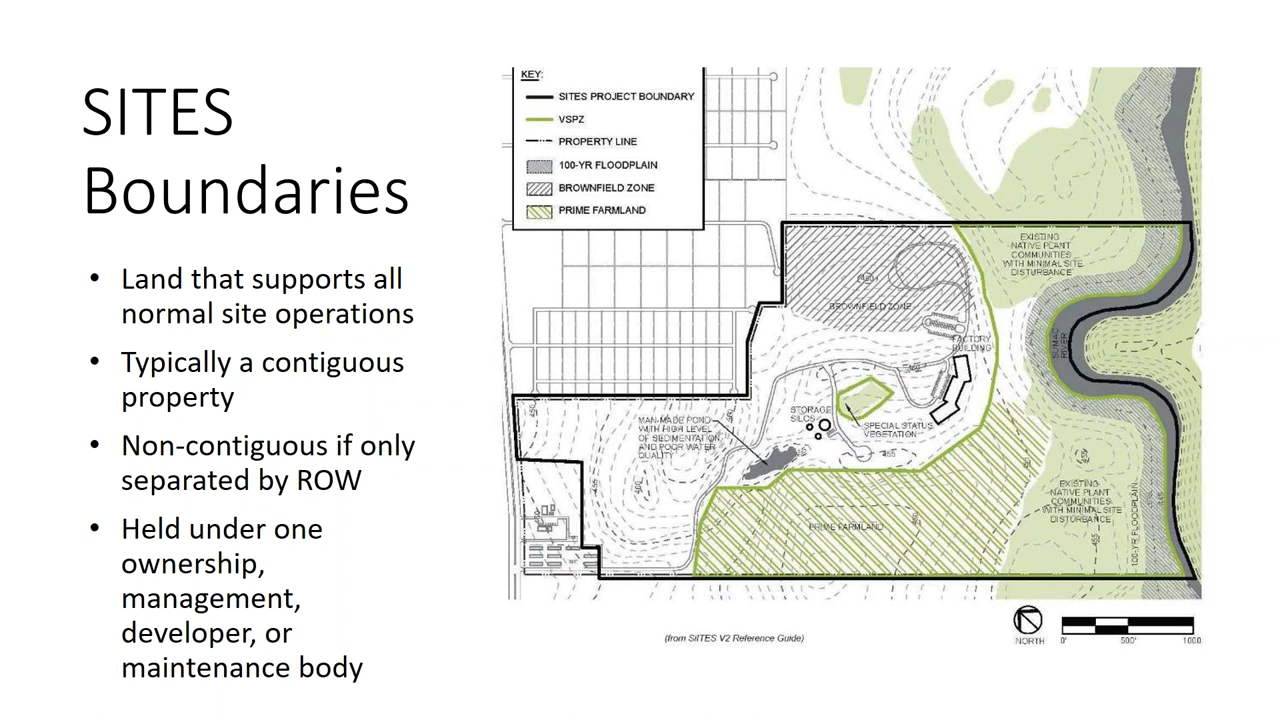 SITES
Boundaries
• Land that supports all
normal site operations
• Typically a contiguous
property
• Non-contiguous if only
separated by ROW
• Held under one
ownership,
management,
developer, or
maintenance body
KEY:
SITES PROJECT BOUNDARY
VSPZ
PROPERTY LINE
100-YR FLOODPLAIN
BROWNFIELD ZONE
PRIME FARMLAND
EXISTING
NATIVE PLANT
COMMUNITIES
WITH MINIMAL SITE
DISTURBANCE
BROWNFIELD ZONE
SUMAC
RIVER
FACTORY
BUILDING
STORAGE
SILOS
SPECIAL STATUS
VEGETATION
MAN-MADE POND
WITH HIGH LEVEL
OF SEDIMENTATION
AND POOR WATER
QUALITY
PRIME FARMLAND
EXISTING
NATIVE PLANT
COMMUNITIES
WITH MINIMAL SITE
DISTURBANCE
100-YR FLOODPLAIN
455
455
(from SITES V2 Reference Guide)
NORTH
0' 500' 1000